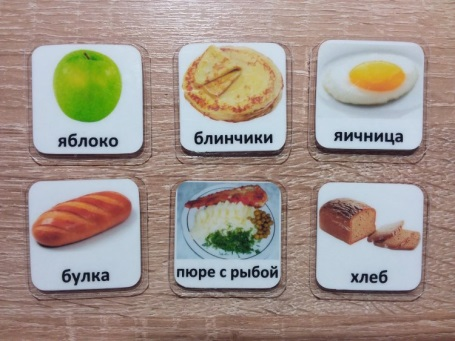 яблоко
блинчики
яичница
булка
пюре с рыбой
хлеб